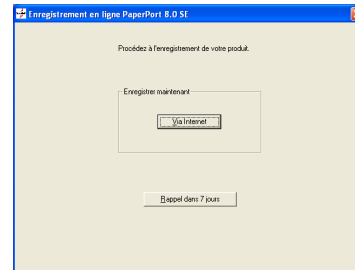 Enregistrement en ligne PaperPort 8.0 SE
Procédez à l'enregistrement de votre produit.
Enregistrer maintenant
Via Internet
Rappel dans 7 jours